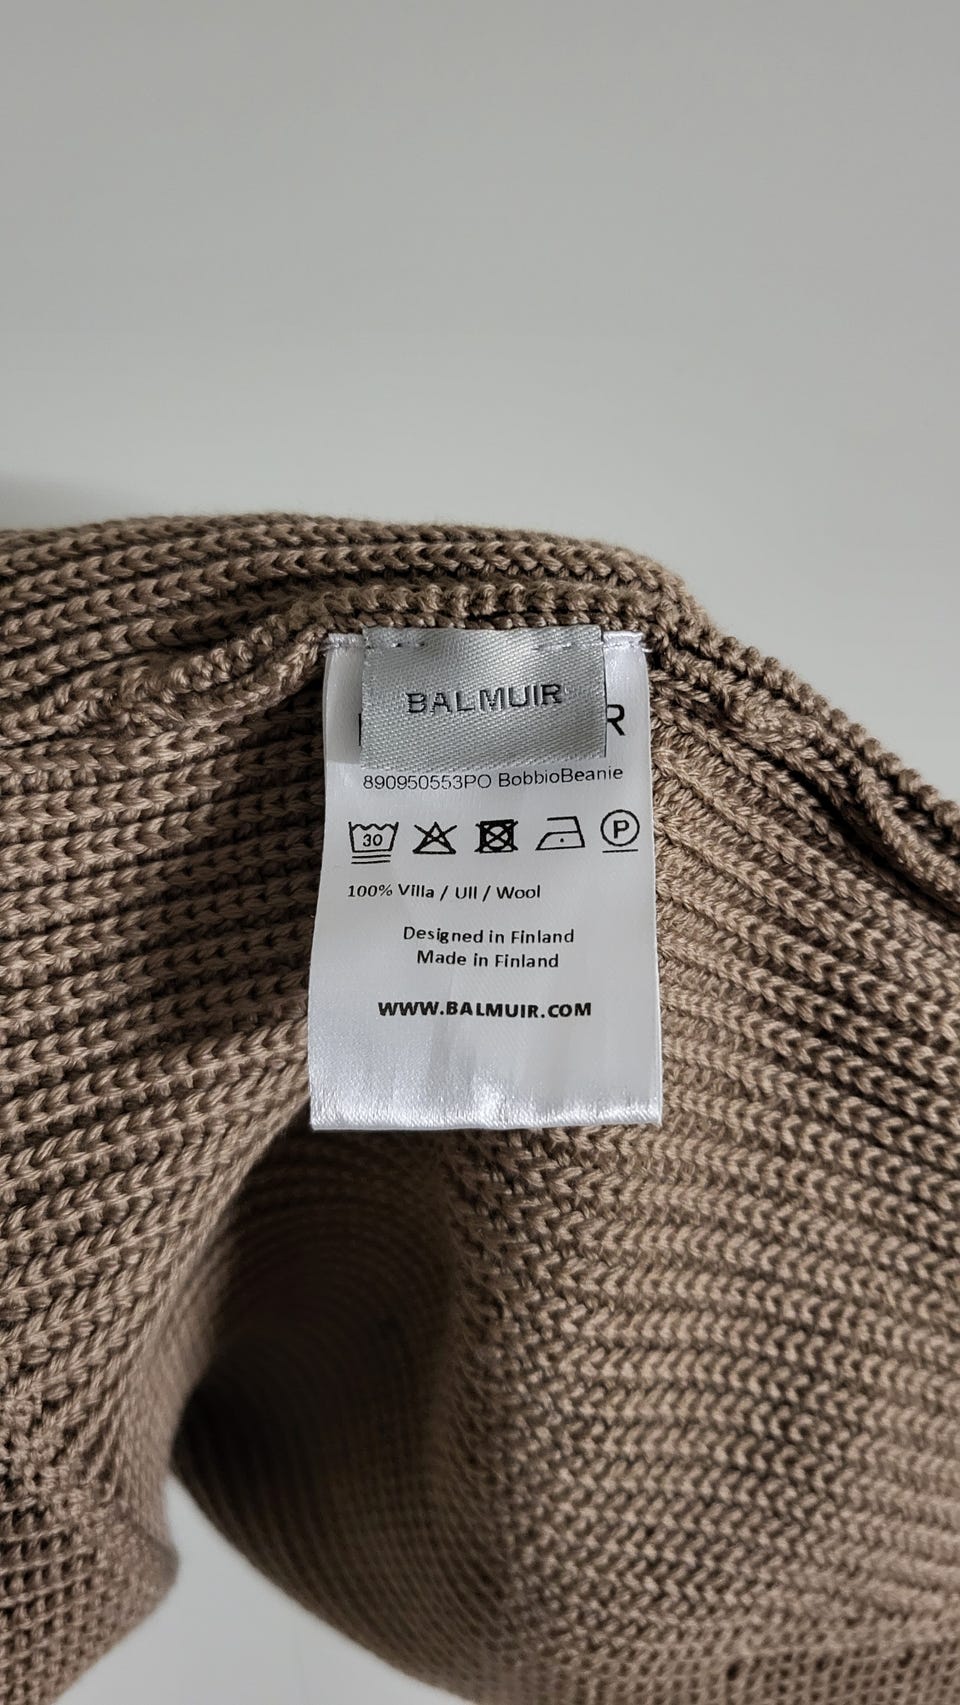 BALMUIR
R
890950553PO BobbioBeanie
30
P
100% Villa / Ull / Wool
Designed in Finland
Made in Finland
WWW.BALMUIR.COM